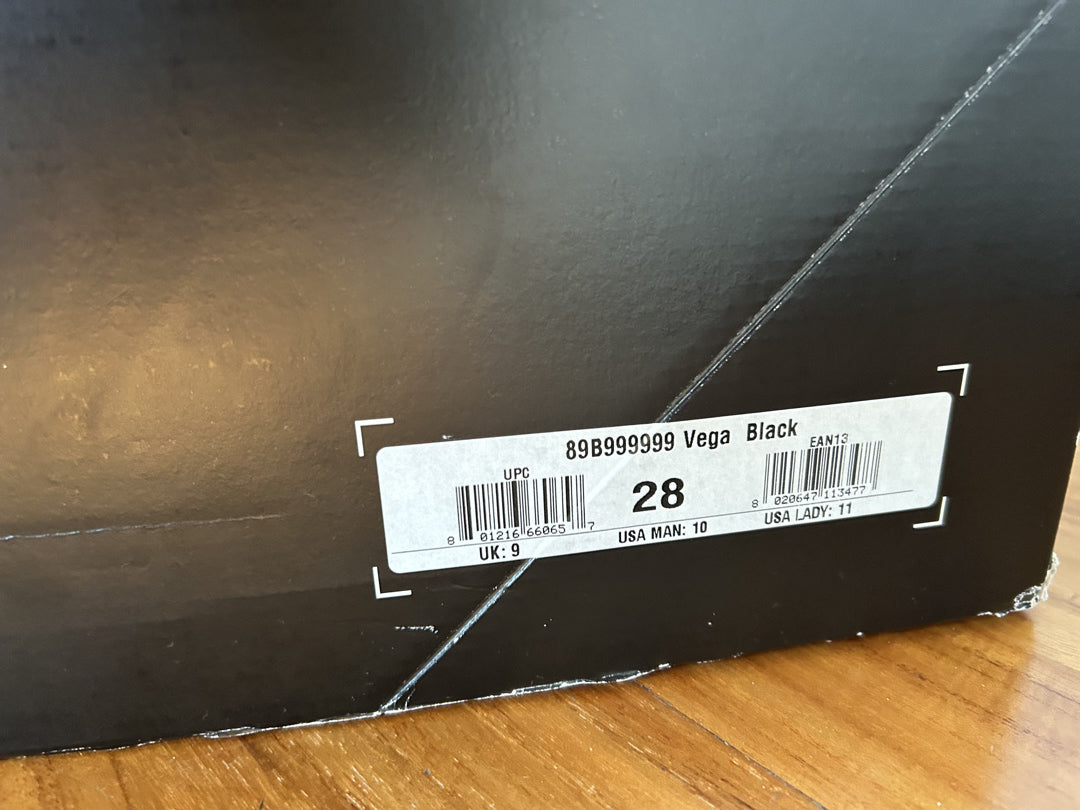 89B999999 Vega Black
UPC
EAN13
28
8 01216 66065 7
8 020647 113477
UK: 9
USA MAN: 10
USA LADY: 11